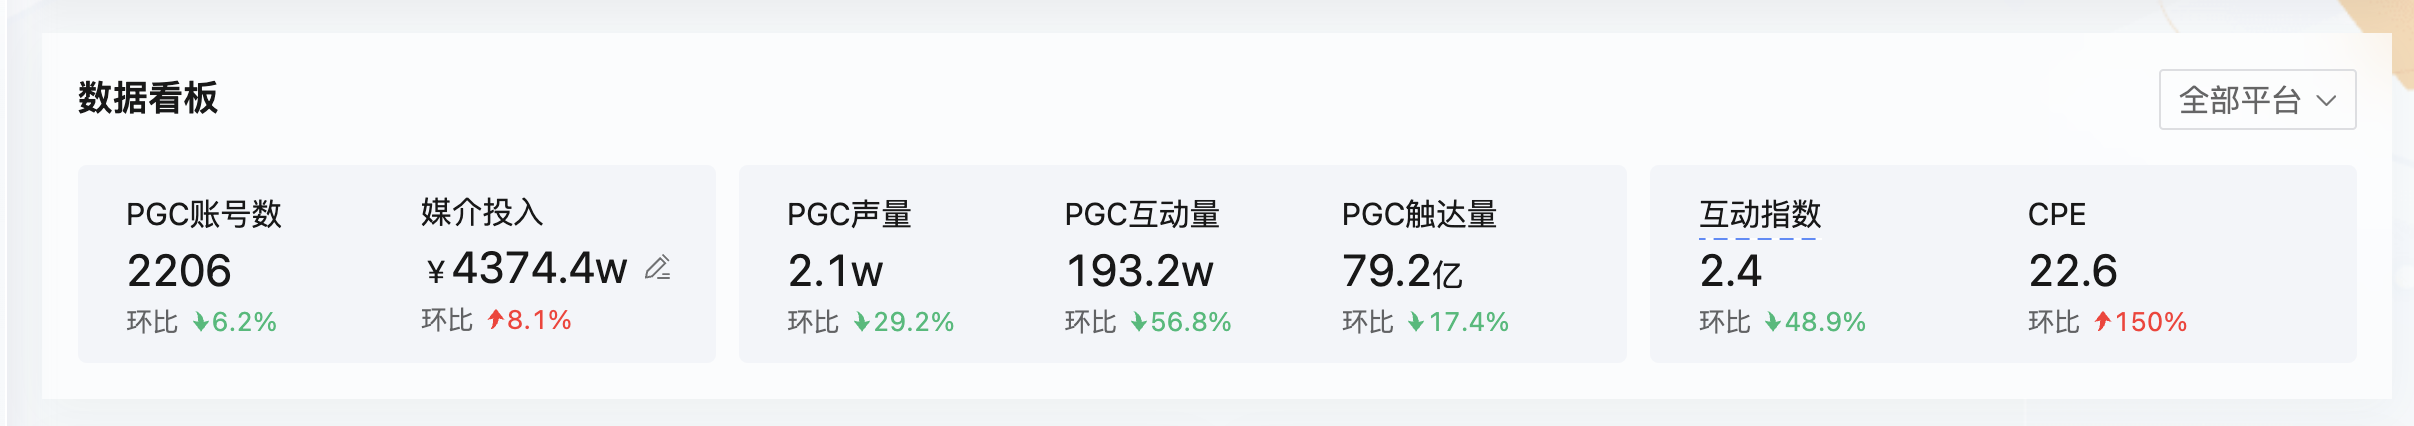 数据看板
全部平台
PGC账号数
2206
环比 6.2%
媒介投入
¥4374.4w
环比 8.1%
PGC声量
2.1w
环比 29.2%
PGC互动量
193.2w
环比 56.8%
PGC触达量
79.2亿
环比 17.4%
互动指数
2.4
环比 48.9%
CPE
22.6
环比 150%